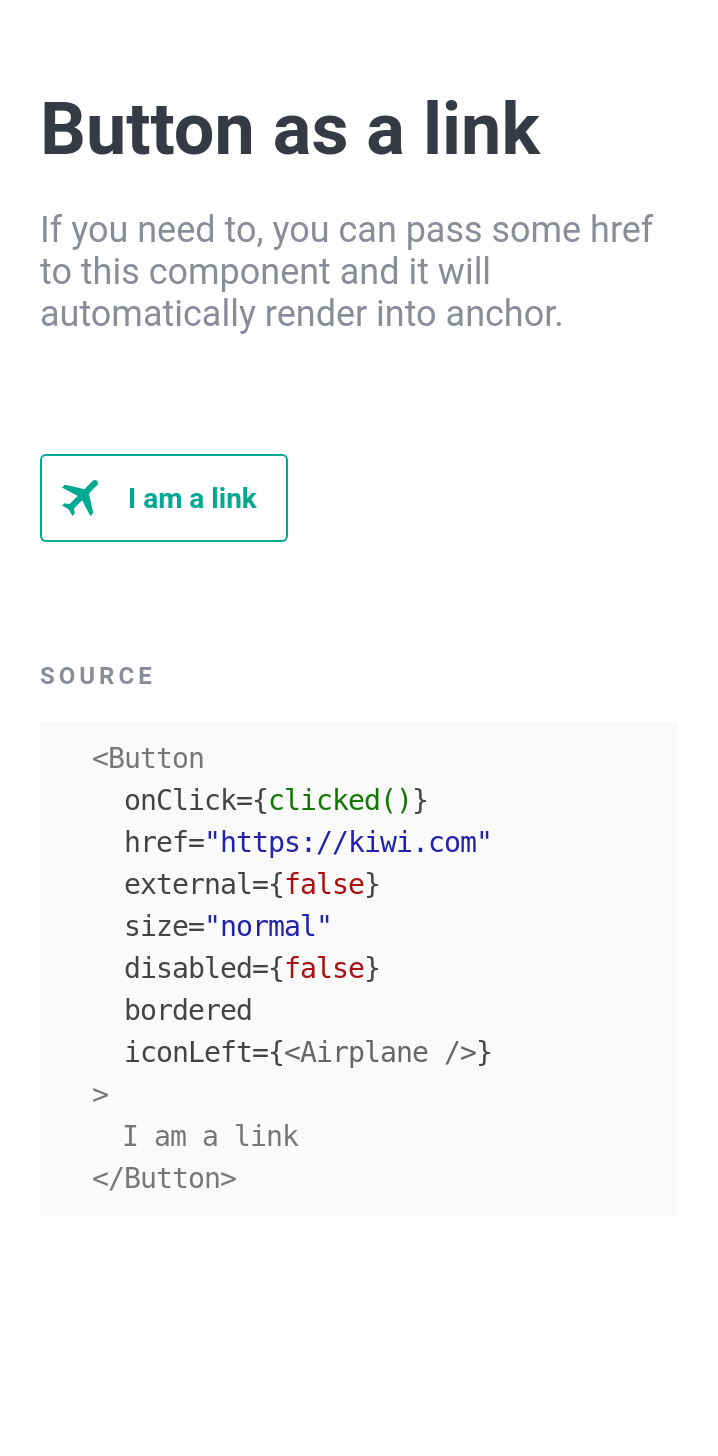 Button as a link
If you need to, you can pass some href
to this component and it will
automatically render into anchor.
I am a link
SOURCE
<Button
onClick={clicked()}
href="https://kiwi.com"
external={false}
size="normal"
disabled={false}
bordered
iconLeft={<Airplane />}
>
I am a link
</Button>